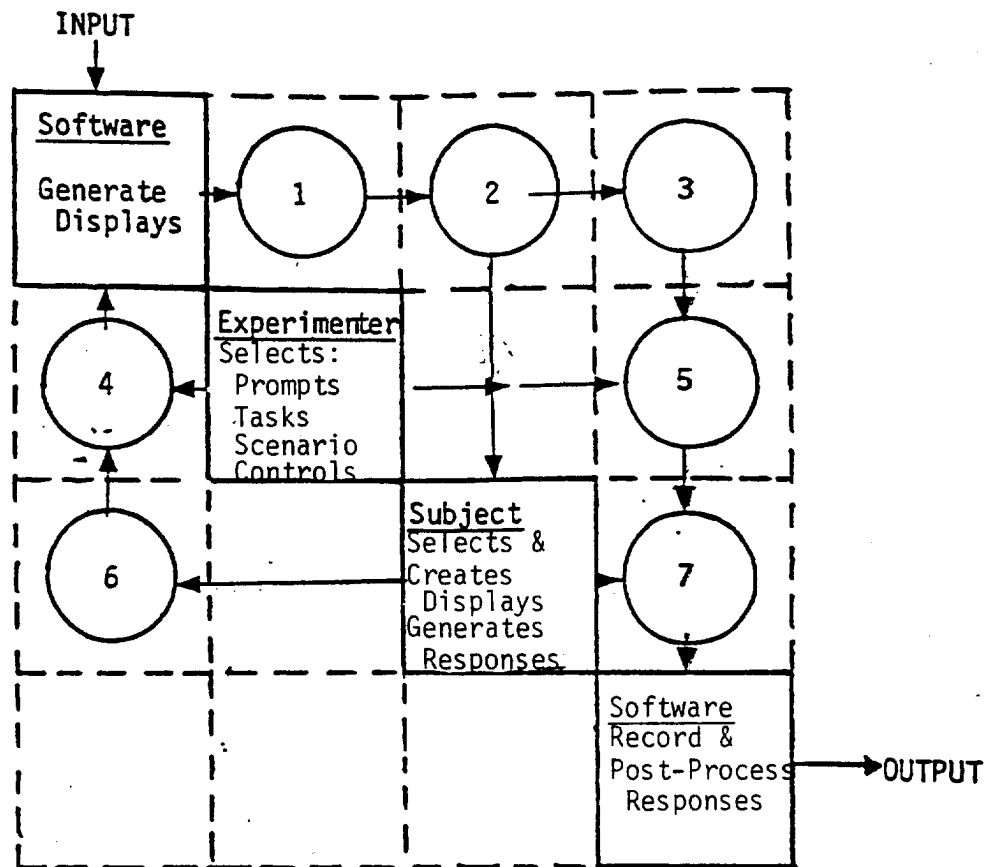 INPUT
Software
Generate
Displays
1
2
3
Experimenter
Selects:
Prompts
Tasks
Scenario
Controls
4
5
Subject
Selects &
Creates
Displays
Generates
Responses
6
7
Software
Record &
Post-Process
Responses
OUTPUT